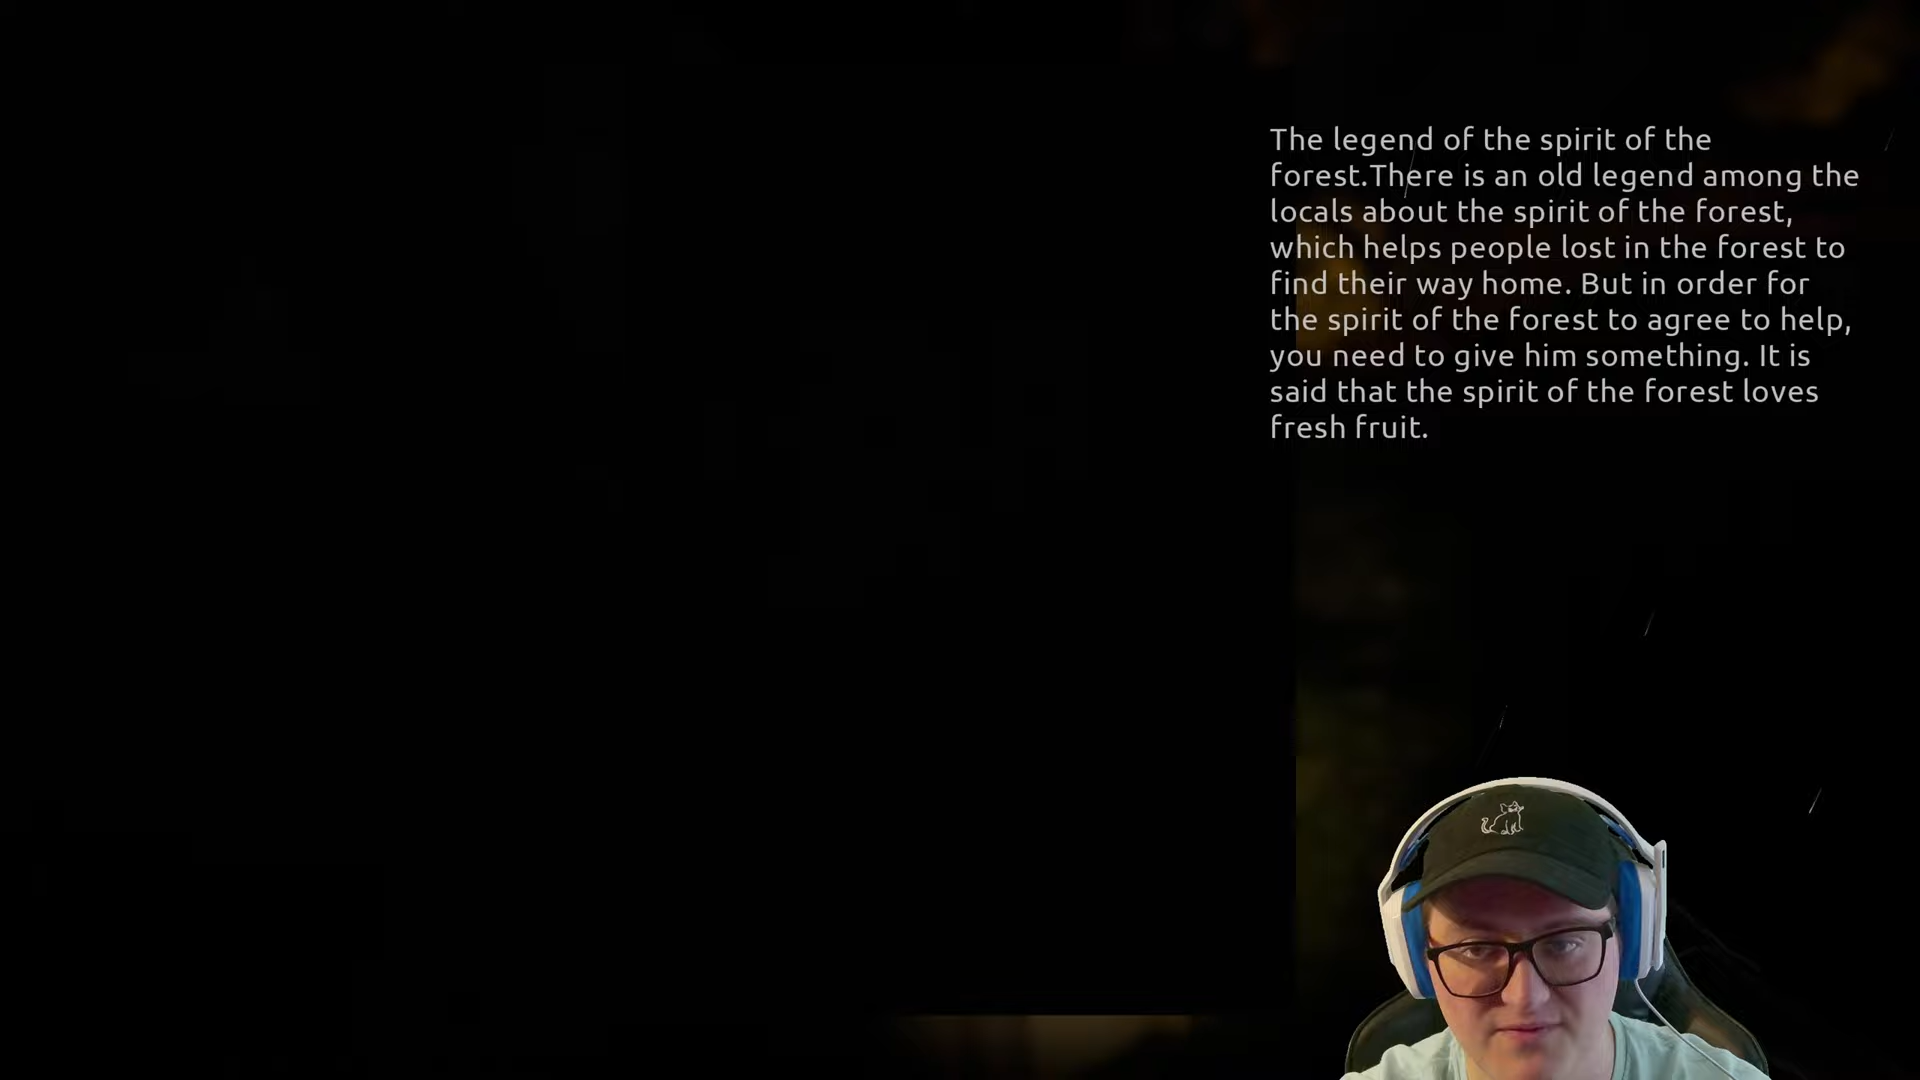 The legend of the spirit of the
forest.There is an old legend among the
locals about the spirit of the forest,
which helps people lost in the forest to
find their way home. But in order for
the spirit of the forest to agree to help,
you need to give him something. It is
said that the spirit of the forest loves
fresh fruit.